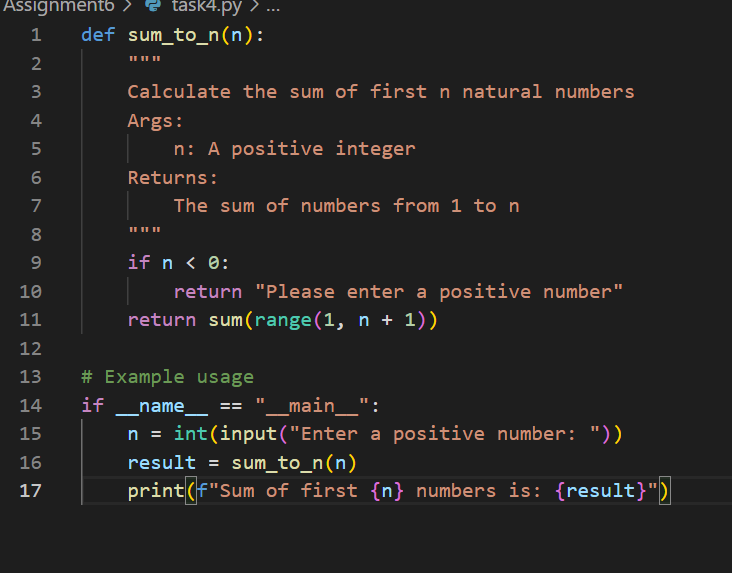 Assignment6 > task4.py > ...
1 def sum_to_n(n):
2     """
3     Calculate the sum of first n natural numbers
4     Args:
5         n: A positive integer
6     Returns:
7         The sum of numbers from 1 to n
8     """
9     if n < 0:
10         return "Please enter a positive number"
11     return sum(range(1, n + 1))
12
13 # Example usage
14 if __name__ == "__main__":
15     n = int(input("Enter a positive number: "))
16     result = sum_to_n(n)
17     print(f"Sum of first {n} numbers is: {result}")